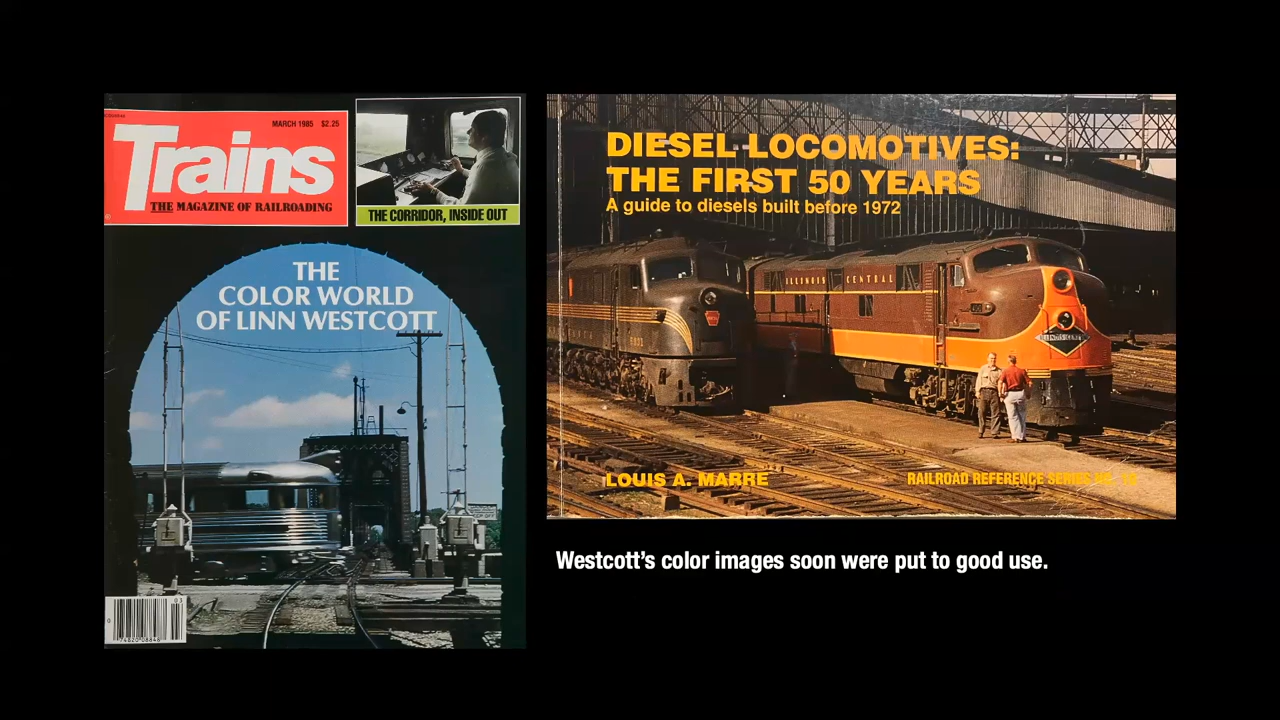 MARCH 1985 $2.25
Trains
THE MAGAZINE OF RAILROADING
THE CORRIDOR, INSIDE OUT
THE
COLOR WORLD
OF LINN WESTCOTT
DIESEL LOCOMOTIVES:
THE FIRST 50 YEARS
A guide to diesels built before 1972
ILLINOIS CENTRAL
LOUIS A. MARRE
RAILROAD REFERENCE SERIES
Westcott's color images soon were put to good use.